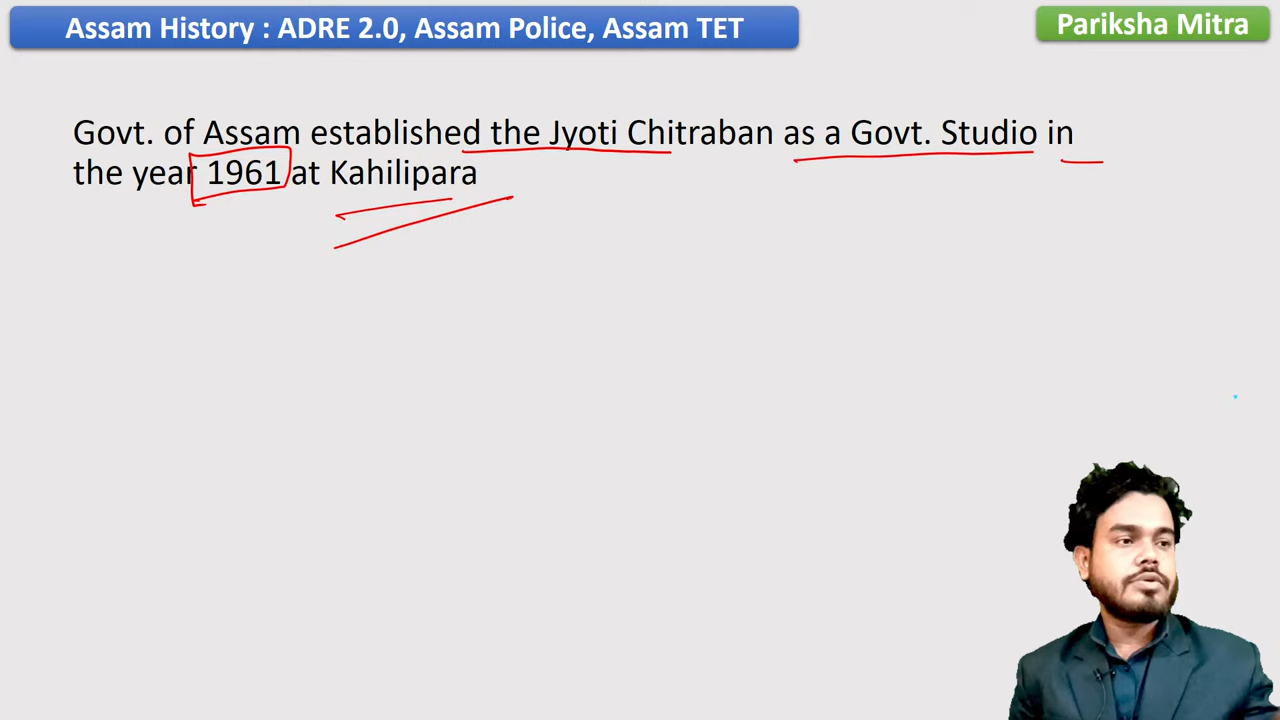 Assam History : ADRE 2.0, Assam Police, Assam TET
Pariksha Mitra
Govt. of Assam established the Jyoti Chitraban as a Govt. Studio in
the year 1961 at Kahilipara